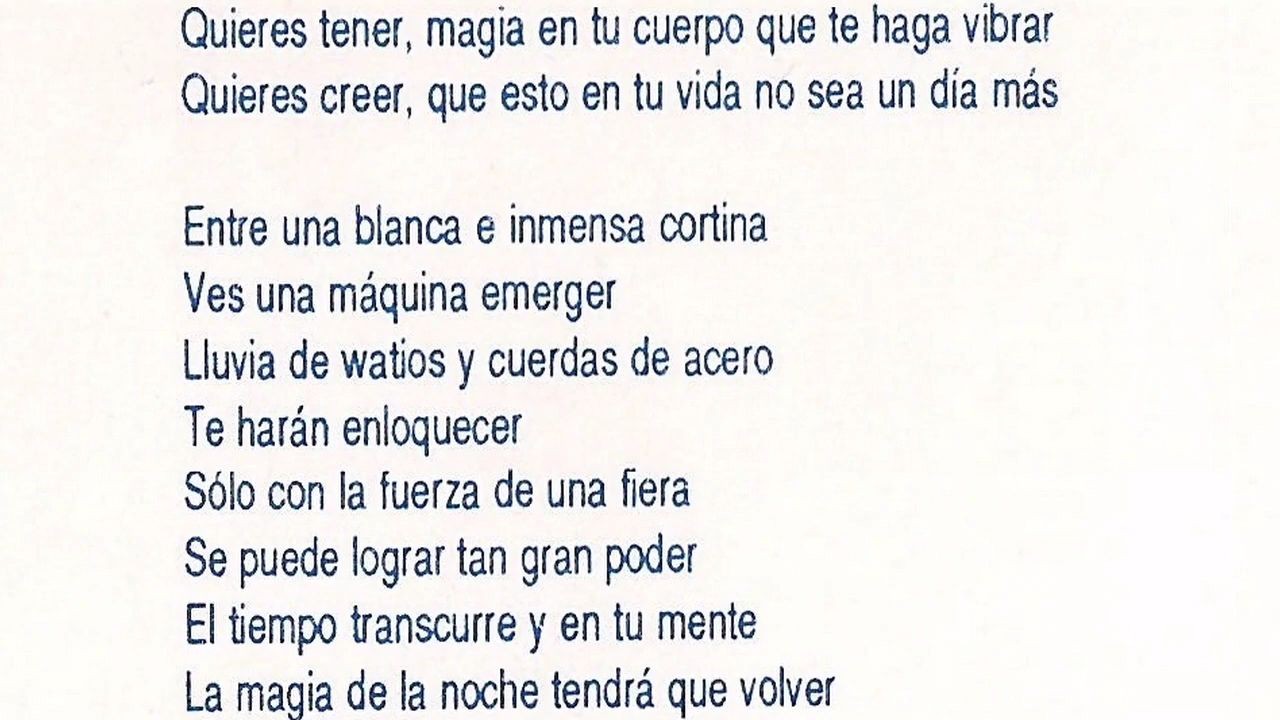 Quieres tener, magia en tu cuerpo que te haga vibrar
Quieres creer, que esto en tu vida no sea un día más
Entre una blanca e inmensa cortina
Ves una máquina emerger
Lluvia de watios y cuerdas de acero
Te harán enloquecer
Sólo con la fuerza de una fiera
Se puede lograr tan gran poder
El tiempo transcurre y en tu mente
La magia de la noche tendrá que volver